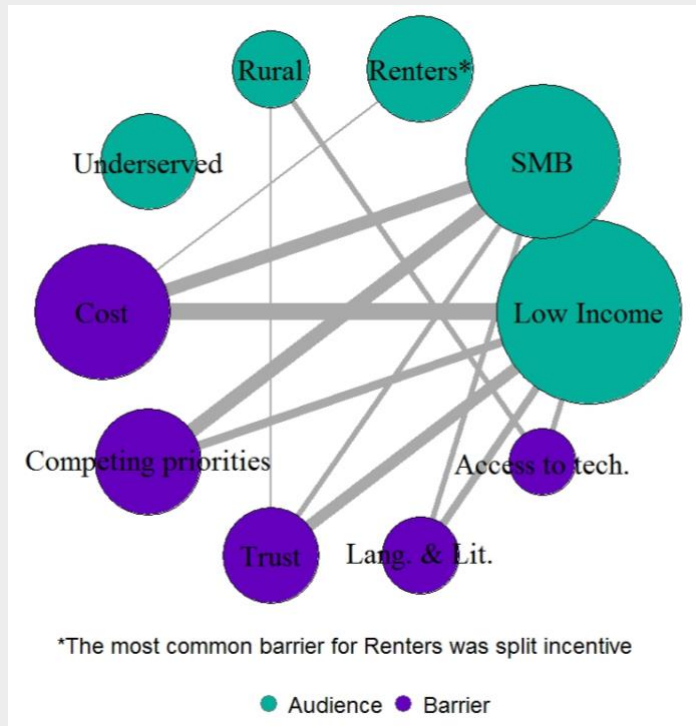 Rural
Renters*
Underserved
SMB
Cost
Low Income
Competing priorities
Access to tech.
Trust
Lang. & Lit.
*The most common barrier for Renters was split incentive
Audience
Barrier